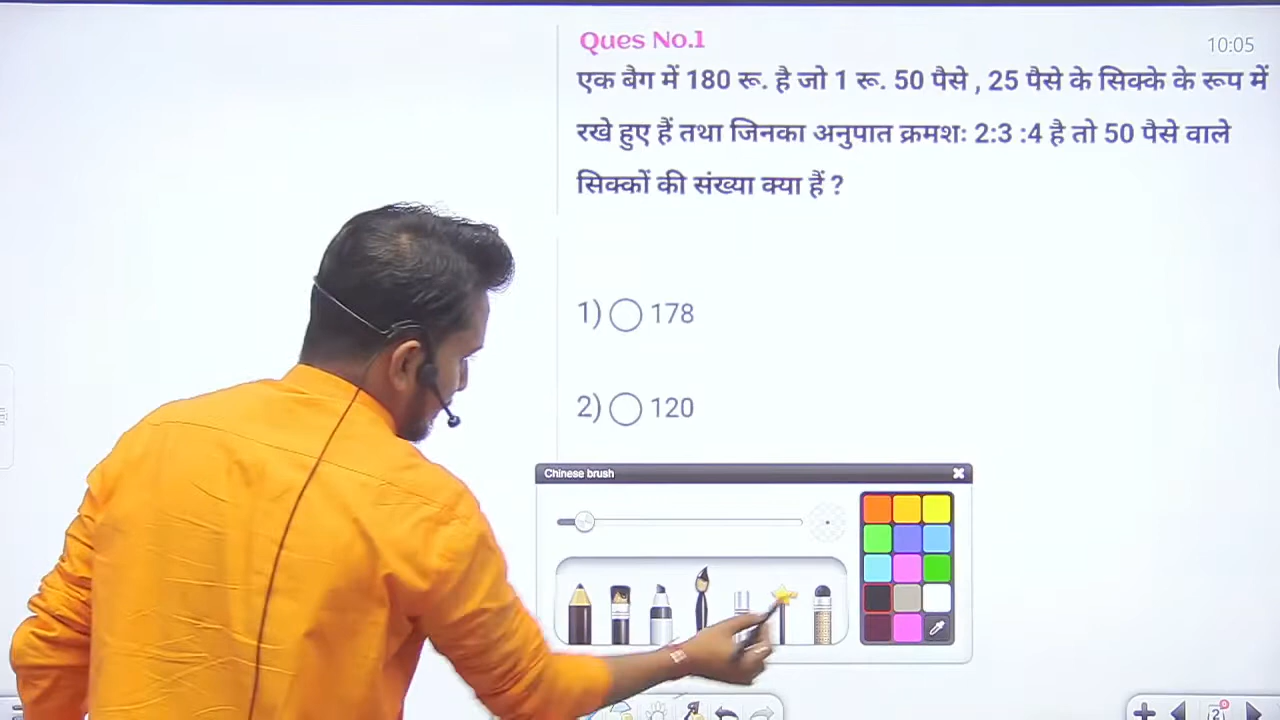 Ques No.1
10:05
एक बैग में 180 रू. है जो 1 रू. 50 पैसे , 25 पैसे के सिक्के के रूप में
रखे हुए हैं तथा जिनका अनुपात क्रमशः 2:3 :4 है तो 50 पैसे वाले
सिक्कों की संख्या क्या हैं ?
1) 178
2) 120
Chinese brush
2